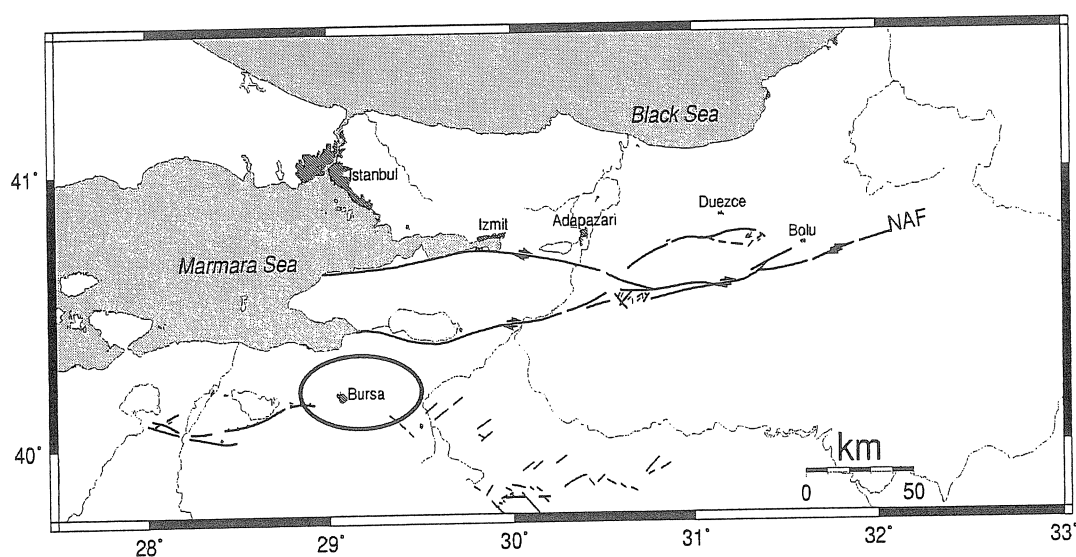 Black Sea
41°
Istanbul
Duezce
Izmit
Adapazari
Bolu
NAF
Marmara Sea
Bursa
40°
km
0
50
28°
29°
30°
31°
32°
33°